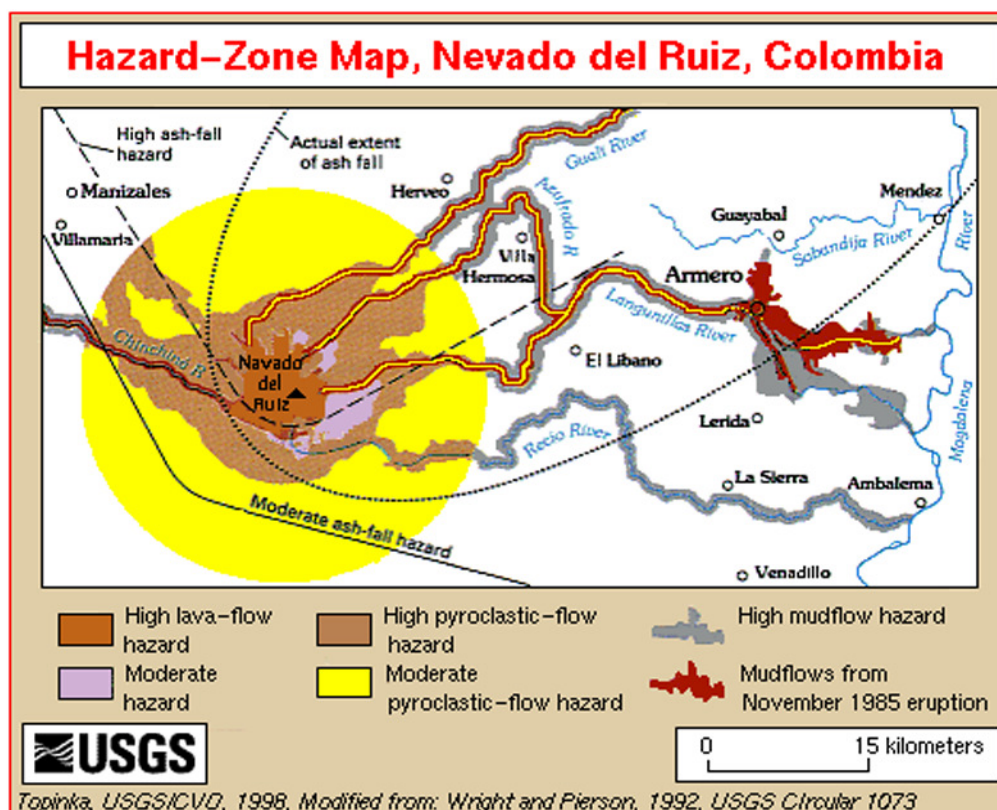 Hazard-Zone Map, Nevado del Ruiz, Colombia
High ash-fall
hazard
Actual extent
of ash fall
Guali River
Manizales
Herveo
Azufrado R
Mendez
Guayabal
Villamaria
Villa
Hermosa
Sabandija River
River
Armero
Langunillas River
Chinchiná R
Nevado
del
Ruiz
El Líbano
Lerida
Magdalena
Recio River
La Sierra
Ambalema
Moderate ash-fall hazard
Venadillo
High lava-flow
hazard
High pyroclastic-flow
hazard
High mudflow hazard
Moderate
hazard
Moderate
pyroclastic-flow hazard
Mudflows from
November 1985 eruption
USGS
0 15 kilometers
Topinka, USGS/CVO, 1998, Modified from: Wright and Pierson, 1992, USGS Circular 1073